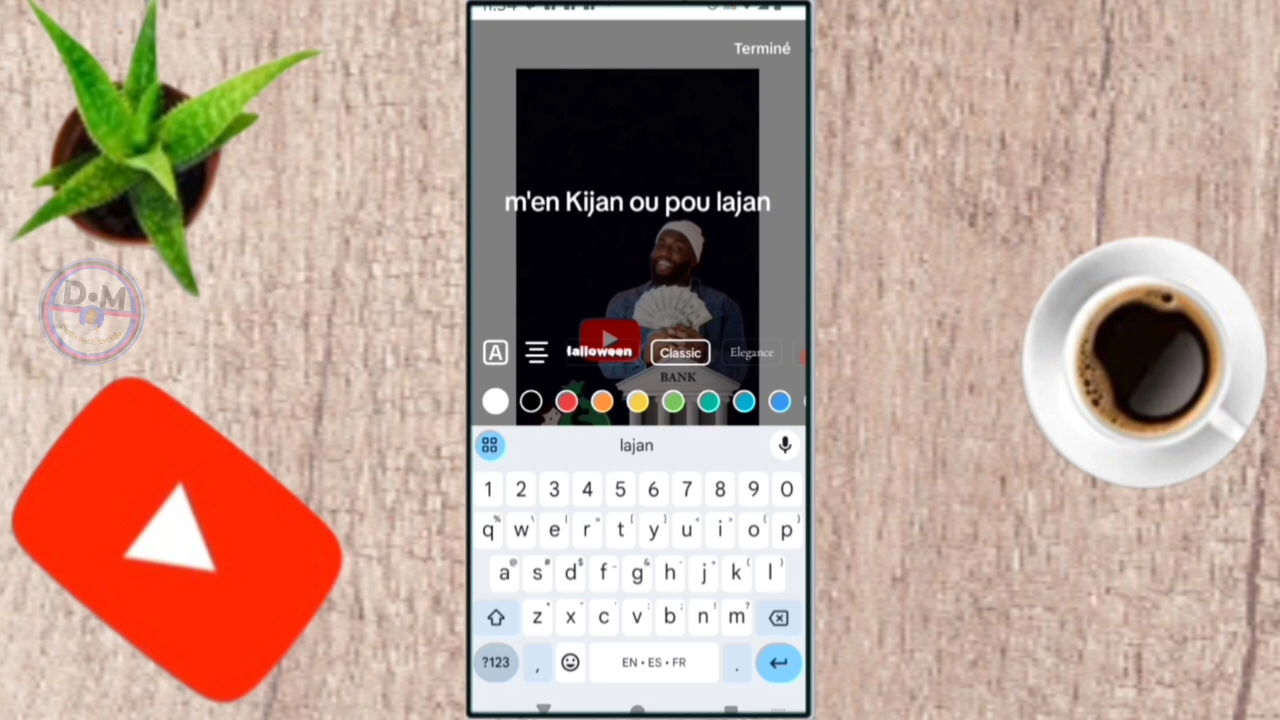 Terminé
m'en Kijan ou pou lajan
D•M
A
Halloween
Classic
Elegance
BANK
lajan
1 2 3 4 5 6 7 8 9 0
q w e r t y u i o p
a s d f g h j k l
z x c v b n m
?123 , EN • ES • FR .